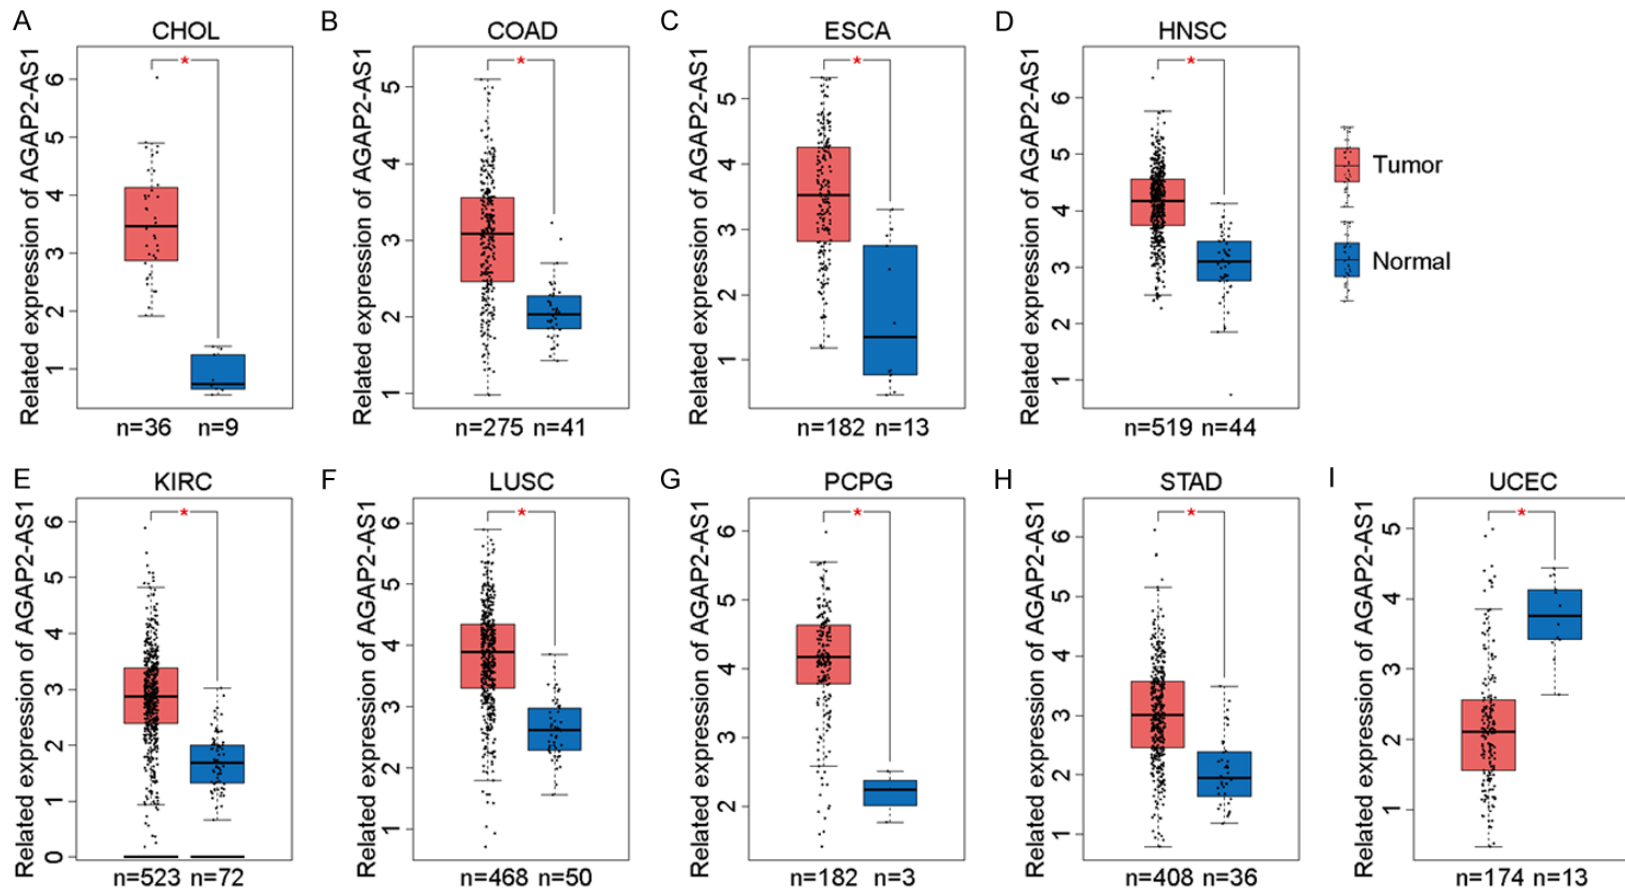 A
CHOL
Related expression of AGAP2-AS1
6
5
4
3
2
1
*
n=36 n=9
B
COAD
Related expression of AGAP2-AS1
5
4
3
2
1
*
n=275 n=41
C
ESCA
Related expression of AGAP2-AS1
5
4
3
2
1
*
n=182 n=13
D
HNSC
Related expression of AGAP2-AS1
6
5
4
3
2
1
*
n=519 n=44
Tumor
Normal
E
KIRC
Related expression of AGAP2-AS1
6
5
4
3
2
1
0
*
n=523 n=72
F
LUSC
Related expression of AGAP2-AS1
6
5
4
3
2
1
*
n=468 n=50
G
PCPG
Related expression of AGAP2-AS1
6
5
4
3
2
*
n=182 n=3
H
STAD
Related expression of AGAP2-AS1
6
5
4
3
2
1
*
n=408 n=36
I
UCEC
Related expression of AGAP2-AS1
5
4
3
2
1
*
n=174 n=13